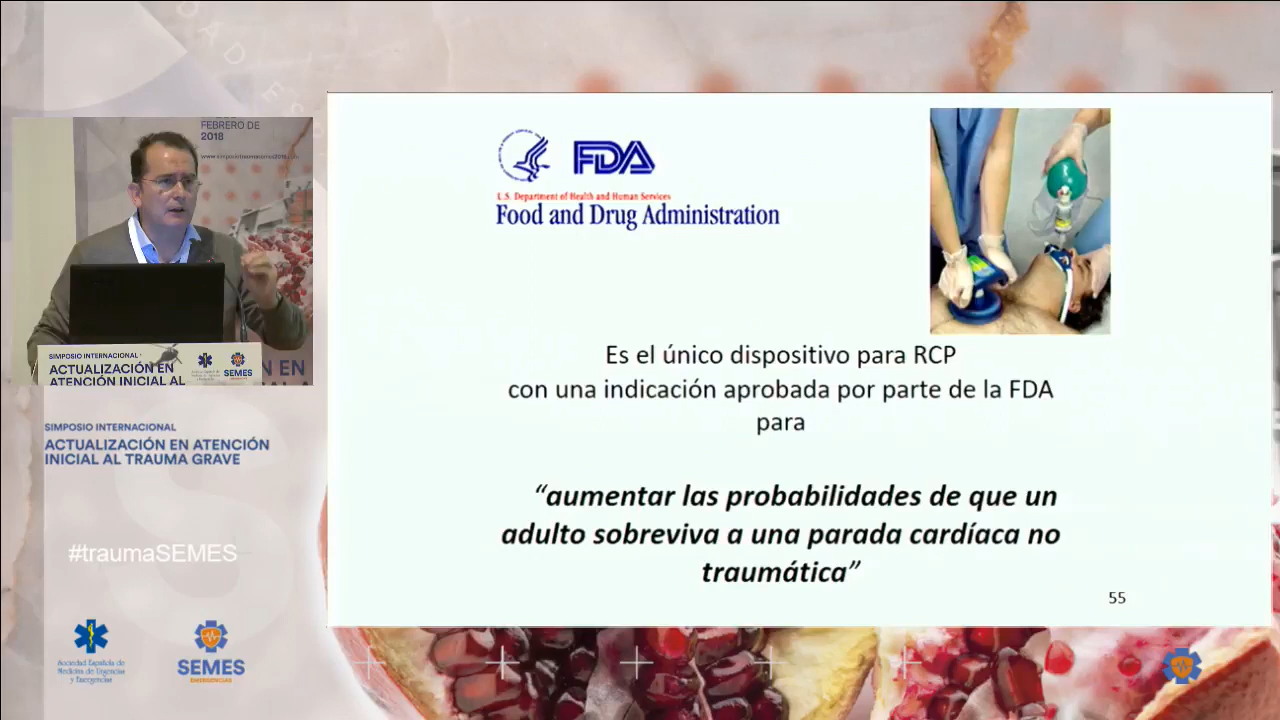 FEBRERO DE
2018
SIMPOSIO INTERNACIONAL
ACTUALIZACIÓN EN
ATENCIÓN INICIAL AL
SEMES
SIMPOSIO INTERNACIONAL
ACTUALIZACIÓN EN ATENCIÓN
INICIAL AL TRAUMA GRAVE
#traumaSEMES
Sociedad Española de
Medicina de Urgencias
y Emergencias
SEMES
EMERGENCIAS
FDA
U.S. Department of Health and Human Services
Food and Drug Administration
Es el único dispositivo para RCP
con una indicación aprobada por parte de la FDA
para
“aumentar las probabilidades de que un
adulto sobreviva a una parada cardíaca no
traumática”
55